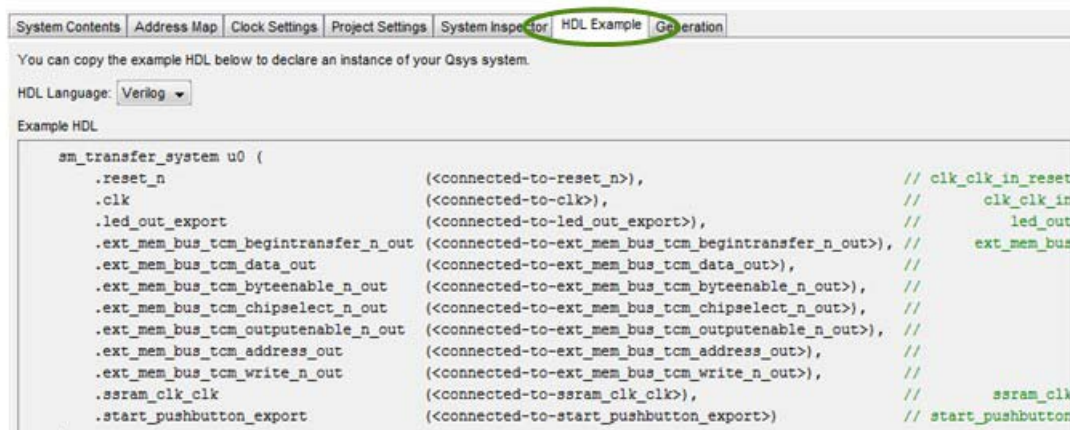 System Contents Address Map Clock Settings Project Settings System Inspector HDL Example Generation
You can copy the example HDL below to declare an instance of your Qsys system.
HDL Language: Verilog
Example HDL
sm_transfer_system u0 (
.reset_n (<connected-to-reset_n>), // clk_clk_in_reset
.clk (<connected-to-clk>), // clk_clk_in
.led_out_export (<connected-to-led_out_export>), // led_out
.ext_mem_bus_tcm_begintransfer_n_out (<connected-to-ext_mem_bus_tcm_begintransfer_n_out>), // ext_mem_bus
.ext_mem_bus_tcm_data_out (<connected-to-ext_mem_bus_tcm_data_out>), //
.ext_mem_bus_tcm_byteenable_n_out (<connected-to-ext_mem_bus_tcm_byteenable_n_out>), //
.ext_mem_bus_tcm_chipselect_n_out (<connected-to-ext_mem_bus_tcm_chipselect_n_out>), //
.ext_mem_bus_tcm_outputenable_n_out (<connected-to-ext_mem_bus_tcm_outputenable_n_out>), //
.ext_mem_bus_tcm_address_out (<connected-to-ext_mem_bus_tcm_address_out>), //
.ext_mem_bus_tcm_write_n_out (<connected-to-ext_mem_bus_tcm_write_n_out>), //
.ssram_clk_clk (<connected-to-ssram_clk_clk>), // ssram_clk
.start_pushbutton_export (<connected-to-start_pushbutton_export>) // start_pushbutton